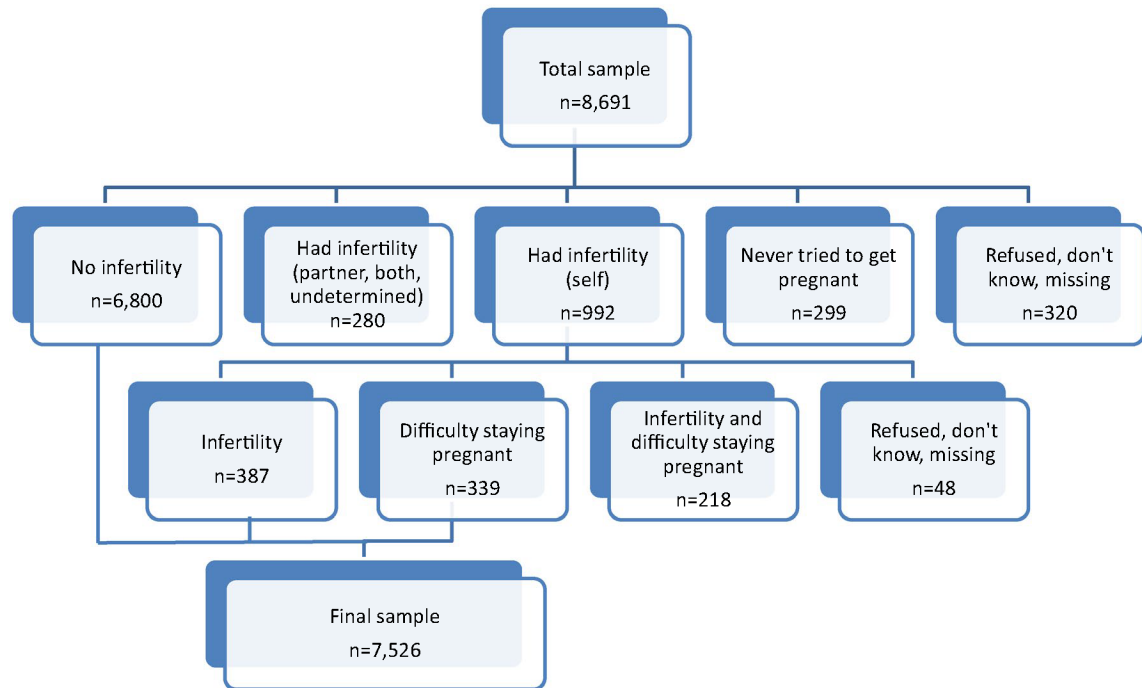 Total sample
n=8,691
No infertility
n=6,800
Had infertility
(partner, both,
undetermined)
n=280
Had infertility
(self)
n=992
Never tried to get
pregnant
n=299
Refused, don't
know, missing
n=320
Infertility
n=387
Difficulty staying
pregnant
n=339
Infertility and
difficulty staying
pregnant
n=218
Refused, don't
know, missing
n=48
Final sample
n=7,526